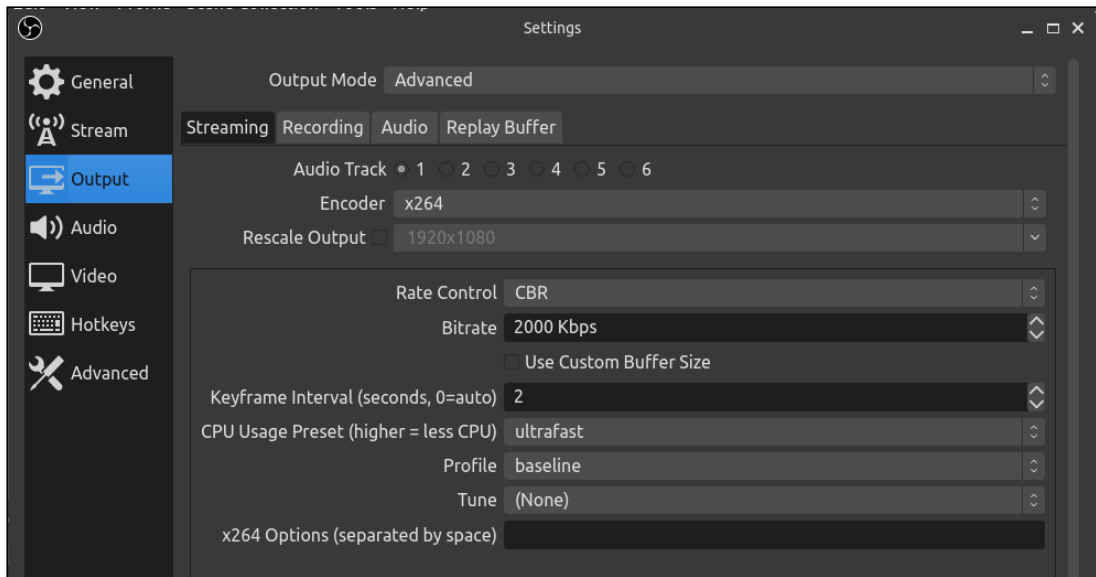 Settings
General
Stream
Output
Audio
Video
Hotkeys
Advanced
Output Mode Advanced
Streaming Recording Audio Replay Buffer
Audio Track 1 2 3 4 5 6
Encoder x264
Rescale Output 1920x1080
Rate Control CBR
Bitrate 2000 Kbps
Use Custom Buffer Size
Keyframe Interval (seconds, 0=auto) 2
CPU Usage Preset (higher = less CPU) ultrafast
Profile baseline
Tune (None)
x264 Options (separated by space)